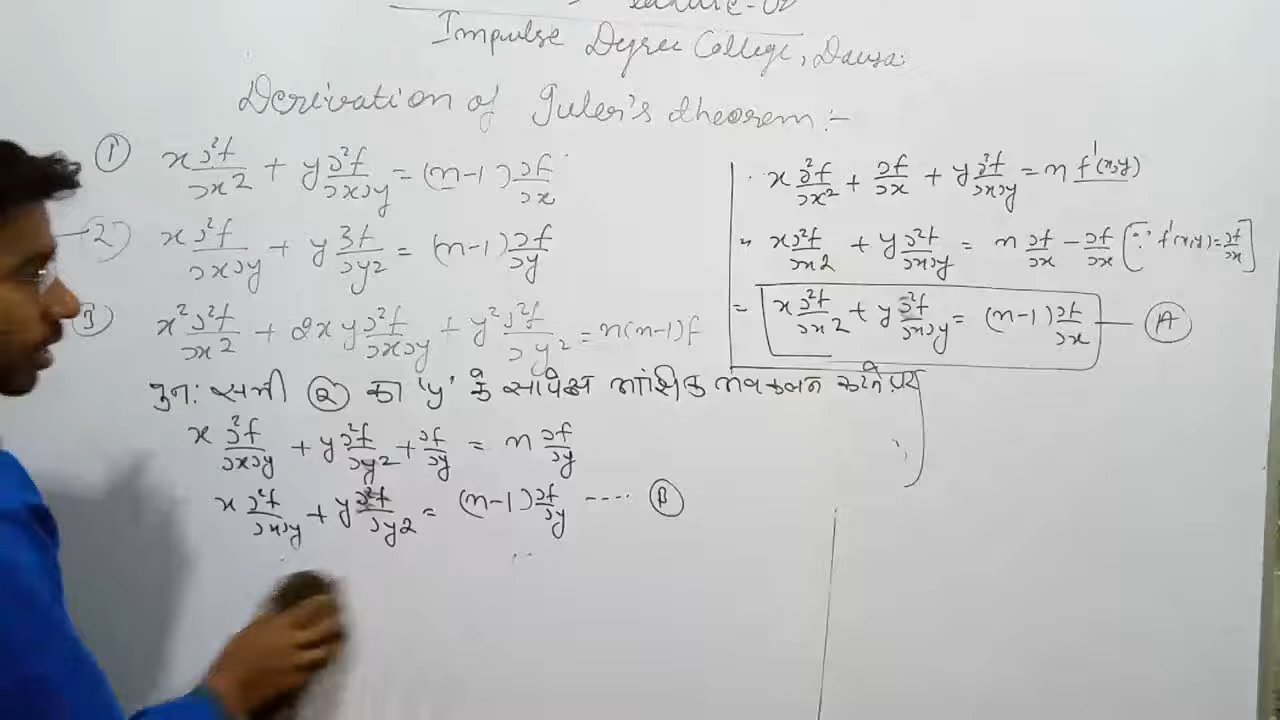 Impulse Degree College, Dausa.
Derivation of Euler's theorem :-
① x ∂²f/∂x² + y ∂²f/∂x∂y = (n-1) ∂f/∂x
② x ∂²f/∂x∂y + y ∂²f/∂y² = (n-1) ∂f/∂y
③ x² ∂²f/∂x² + 2xy ∂²f/∂x∂y + y² ∂²f/∂y² = n(n-1)f
x ∂²f/∂x² + ∂f/∂x + y ∂²f/∂x∂y = n f'(x,y)
" x ∂²f/∂x² + y ∂²f/∂x∂y = n ∂f/∂x - ∂f/∂x [∵ f'(x,y) = ∂f/∂x]
= x ∂²f/∂x² + y ∂²f/∂x∂y = (n-1) ∂f/∂x — Ⓐ
पुनः समी ② का 'y' के सापेक्ष आंशिक अवकलन करने पर
x ∂²f/∂x∂y + y ∂²f/∂y² + ∂f/∂y = n ∂f/∂y
x ∂²f/∂x∂y + y ∂²f/∂y² = (n-1) ∂f/∂y ---- Ⓑ